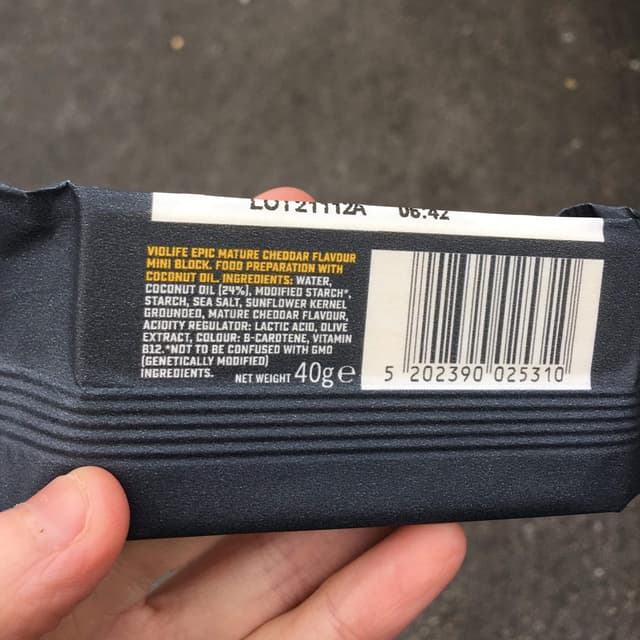 LOT21112A 06:42
VIOLIFE EPIC MATURE CHEDDAR FLAVOUR
MINI BLOCK. FOOD PREPARATION WITH
COCONUT OIL. INGREDIENTS: WATER,
COCONUT OIL (24%), MODIFIED STARCH*,
STARCH, SEA SALT, SUNFLOWER KERNEL
GROUNDED, MATURE CHEDDAR FLAVOUR,
ACIDITY REGULATOR: LACTIC ACID, OLIVE
EXTRACT, COLOUR: B-CAROTENE, VITAMIN
B12.*NOT TO BE CONFUSED WITH GMO
(GENETICALLY MODIFIED)
INGREDIENTS. NET WEIGHT 40g e
5 202390 025310